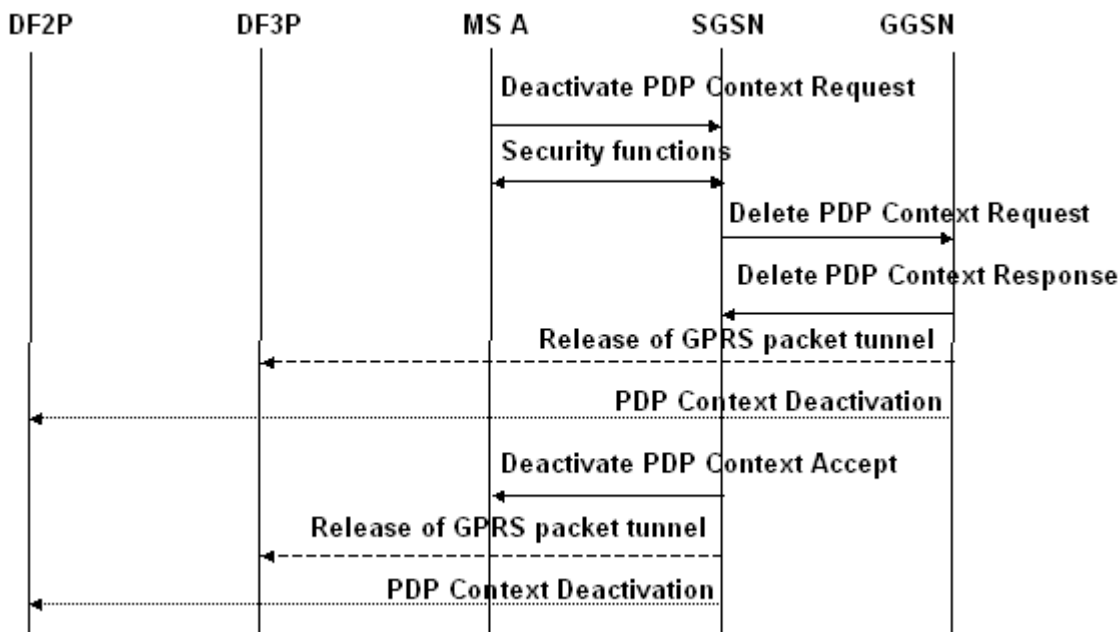 DF2P DF3P MS A SGSN GGSN
Deactivate PDP Context Request
Security functions
Delete PDP Context Request
Delete PDP Context Response
Release of GPRS packet tunnel
PDP Context Deactivation
Deactivate PDP Context Accept
Release of GPRS packet tunnel
PDP Context Deactivation